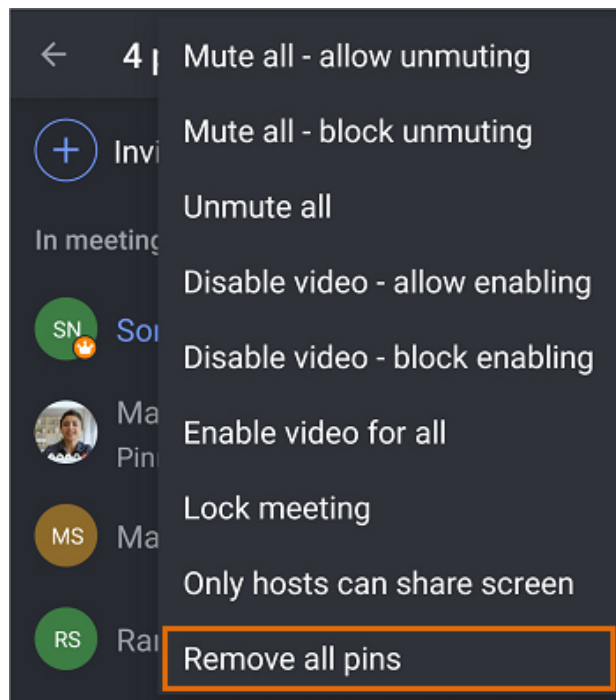 4
Mute all - allow unmuting
Mute all - block unmuting
Unmute all
In meeting
Disable video - allow enabling
SN
Disable video - block enabling
Enable video for all
Lock meeting
MS
Only hosts can share screen
RS
Remove all pins